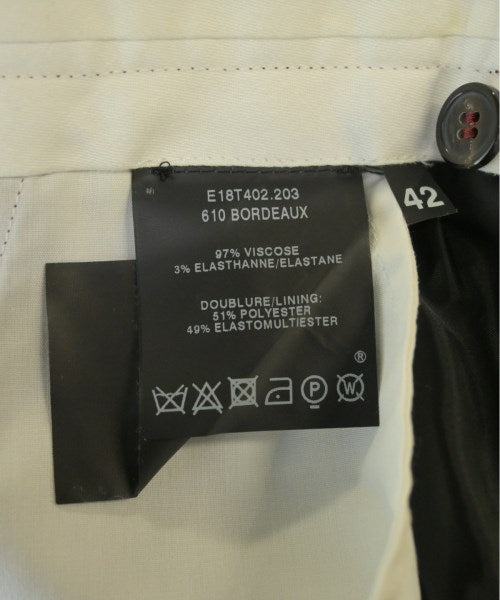 E18T402.203
610 BORDEAUX
42
97% VISCOSE
3% ELASTHANNE/ELASTANE
DOUBLURE/LINING:
51% POLYESTER
49% ELASTOMULTIESTER
®
P
W